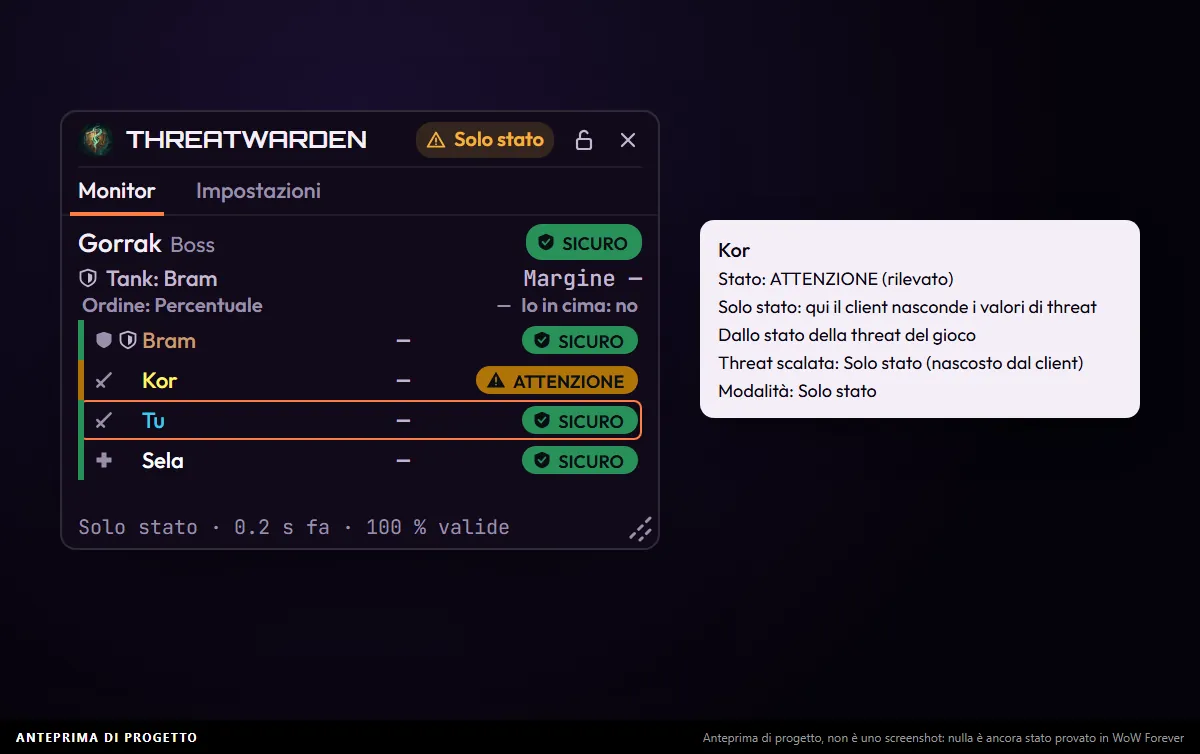 THREATWARDEN
Solo stato
Monitor
Impostazioni
Gorrak Boss
SICURO
Tank: Bram
Margine —
Ordine: Percentuale
— Io in cima: no
Bram — SICURO
Kor — ATTENZIONE
Tu — SICURO
Sela — SICURO
Solo stato · 0.2 s fa · 100 % valide
Kor
Stato: ATTENZIONE (rilevato)
Solo stato: qui il client nasconde i valori di threat
Dallo stato della threat del gioco
Threat scalata: Solo stato (nascosto dal client)
Modalità: Solo stato
ANTEPRIMA DI PROGETTO
Anteprima di progetto, non è uno screenshot: nulla è ancora stato provato in WoW Forever